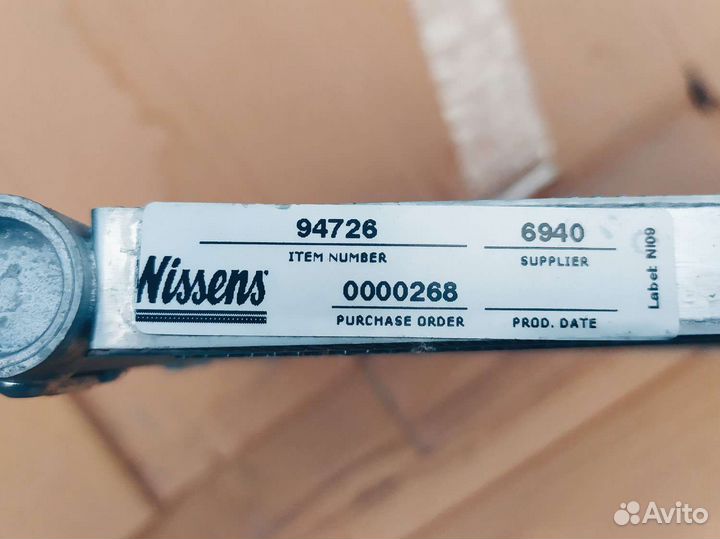 94726
ITEM NUMBER
6940
SUPPLIER
Nissens
0000268
PURCHASE ORDER
PROD. DATE
Label: NI09
Avito